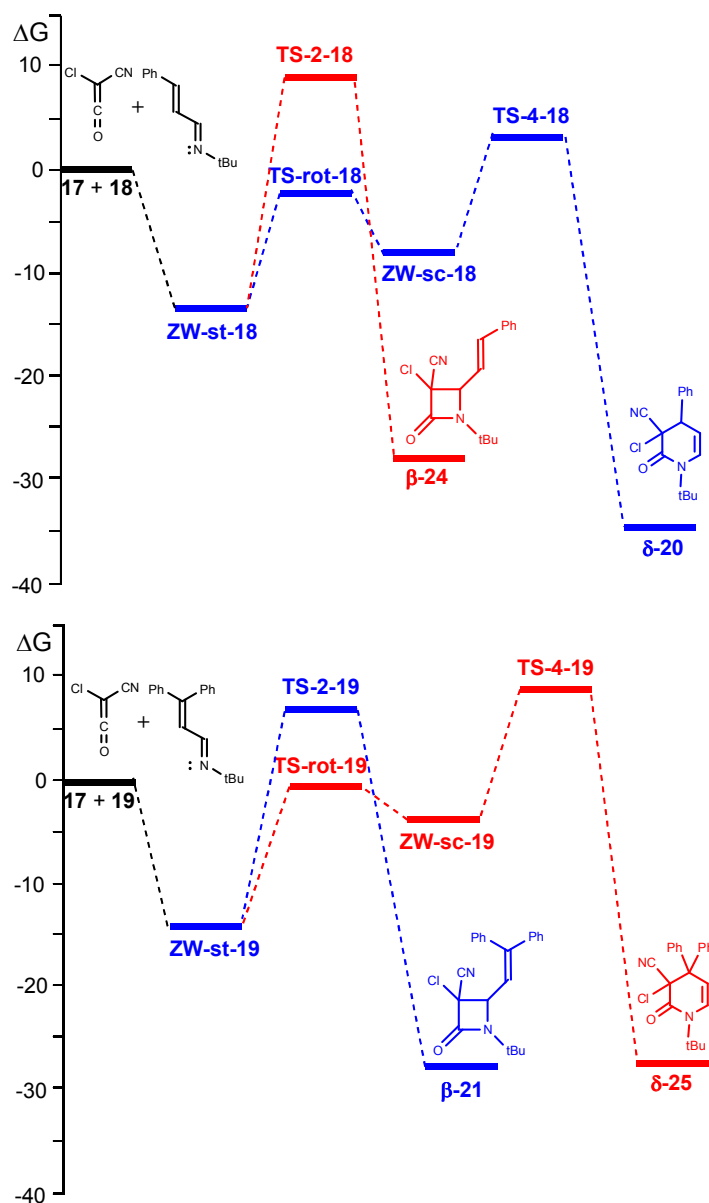 ΔG
10
0
-10
-20
-30
-40
Cl
CN
C
O
+
Ph
N
tBu
17 + 18
TS-2-18
TS-rot-18
TS-4-18
ZW-st-18
ZW-sc-18
Cl
CN
Ph
O
N
tBu
β-24
Ph
NC
Cl
O
N
tBu
δ-20
ΔG
10
0
-10
-20
-30
-40
Cl
CN
C
O
+
Ph
Ph
N
tBu
17 + 19
TS-2-19
TS-rot-19
TS-4-19
ZW-st-19
ZW-sc-19
Ph
Ph
Cl
CN
O
N
tBu
β-21
Ph
Ph
NC
Cl
O
N
tBu
δ-25